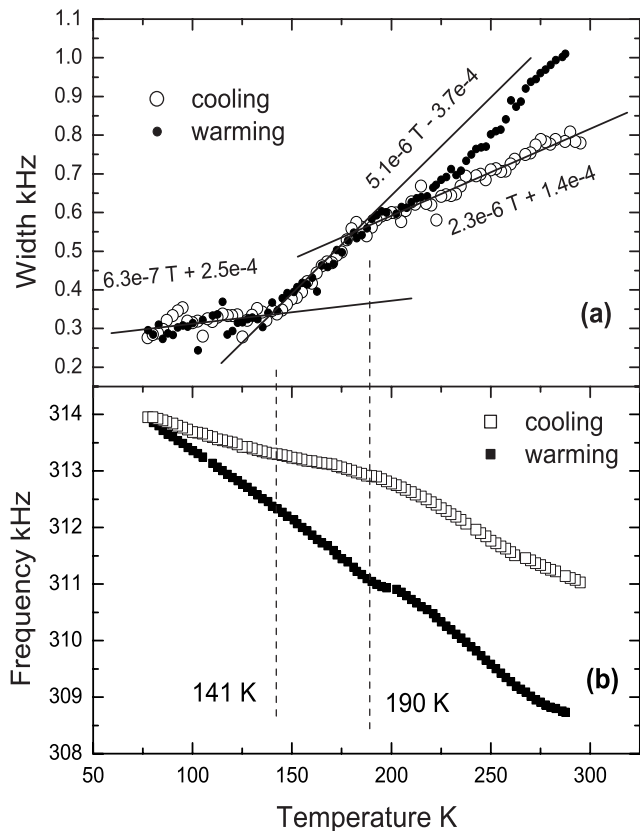 1.1
1.0
0.9
0.8
0.7
0.6
0.5
0.4
0.3
0.2
Width kHz
cooling
warming
5.1e-6 T - 3.7e-4
2.3e-6 T + 1.4e-4
6.3e-7 T + 2.5e-4
(a)
314
313
312
311
310
309
308
Frequency kHz
cooling
warming
141 K
190 K
(b)
50 100 150 200 250 300
Temperature K